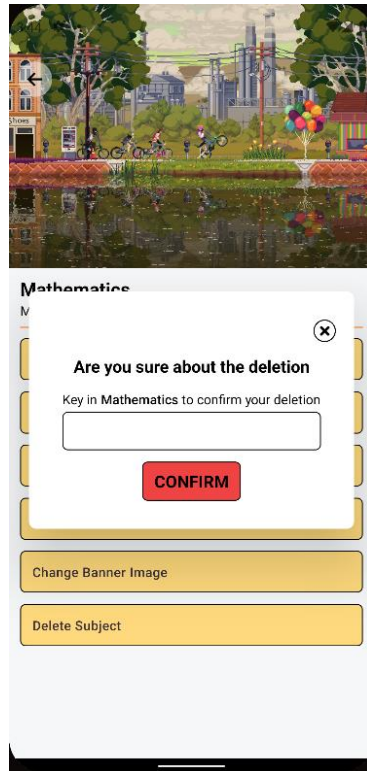 Shoes
Mathematics
M
Are you sure about the deletion
Key in Mathematics to confirm your deletion
CONFIRM
Change Banner Image
Delete Subject